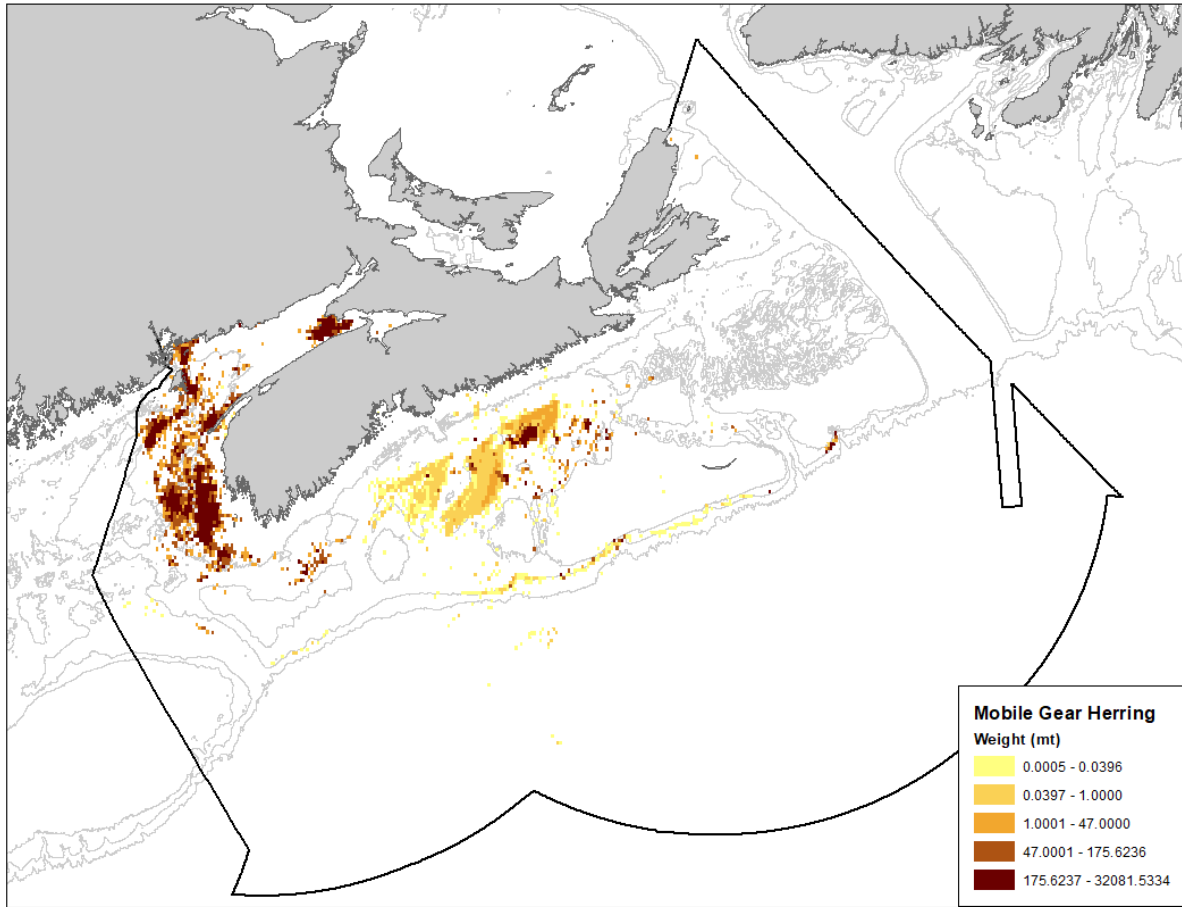 Mobile Gear Herring
Weight (mt)
0.0005 - 0.0396
0.0397 - 1.0000
1.0001 - 47.0000
47.0001 - 175.6236
175.6237 - 32081.5334